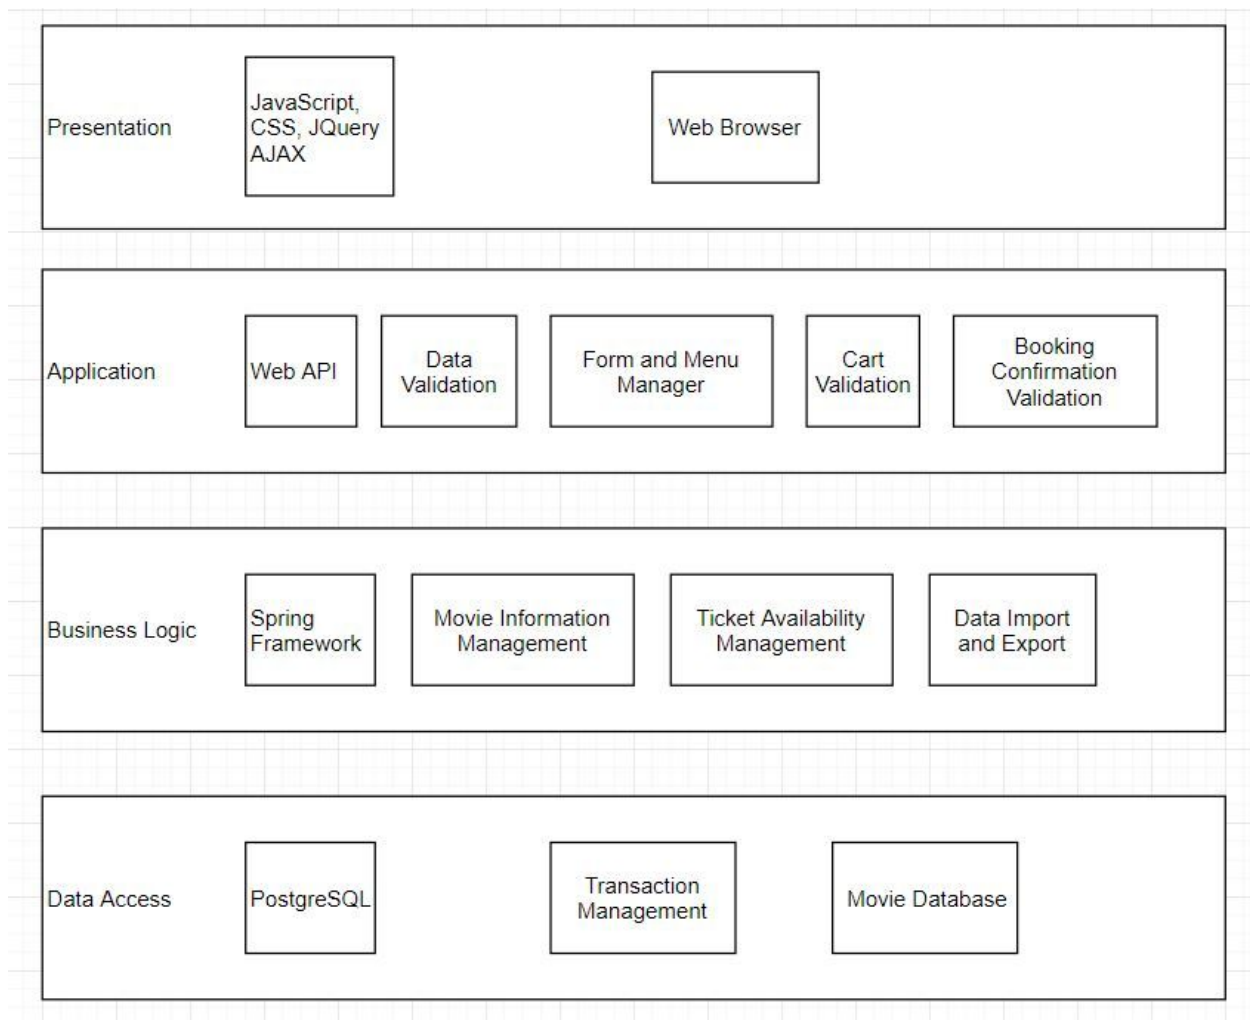 Presentation
JavaScript,
CSS, JQuery
AJAX
Web Browser
Application
Web API
Data
Validation
Form and Menu
Manager
Cart
Validation
Booking
Confirmation
Validation
Business Logic
Spring
Framework
Movie Information
Management
Ticket Availability
Management
Data Import
and Export
Data Access
PostgreSQL
Transaction
Management
Movie Database